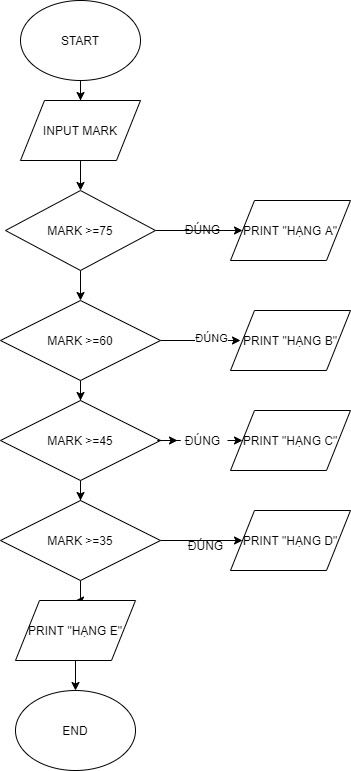 START
INPUT MARK
MARK >=75
ĐÚNG
PRINT "HẠNG A"
MARK >=60
ĐÚNG
PRINT "HẠNG B"
MARK >=45
ĐÚNG
PRINT "HẠNG C"
MARK >=35
ĐÚNG
PRINT "HẠNG D"
PRINT "HẠNG E"
END